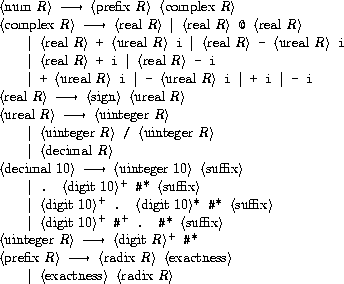 ⟨num R⟩ ⟶ ⟨prefix R⟩ ⟨complex R⟩
⟨complex R⟩ ⟶ ⟨real R⟩ | ⟨real R⟩ @ ⟨real R⟩
| ⟨real R⟩ + ⟨ureal R⟩ i | ⟨real R⟩ - ⟨ureal R⟩ i
| ⟨real R⟩ + i | ⟨real R⟩ - i
| + ⟨ureal R⟩ i | - ⟨ureal R⟩ i | + i | - i
⟨real R⟩ ⟶ ⟨sign⟩ ⟨ureal R⟩
⟨ureal R⟩ ⟶ ⟨uinteger R⟩
| ⟨uinteger R⟩ / ⟨uinteger R⟩
| ⟨decimal R⟩
⟨decimal 10⟩ ⟶ ⟨uinteger 10⟩ ⟨suffix⟩
| . ⟨digit 10⟩⁺ #* ⟨suffix⟩
| ⟨digit 10⟩⁺ . ⟨digit 10⟩* #* ⟨suffix⟩
| ⟨digit 10⟩⁺ #⁺ . #* ⟨suffix⟩
⟨uinteger R⟩ ⟶ ⟨digit R⟩⁺ #*
⟨prefix R⟩ ⟶ ⟨radix R⟩ ⟨exactness⟩
| ⟨exactness⟩ ⟨radix R⟩